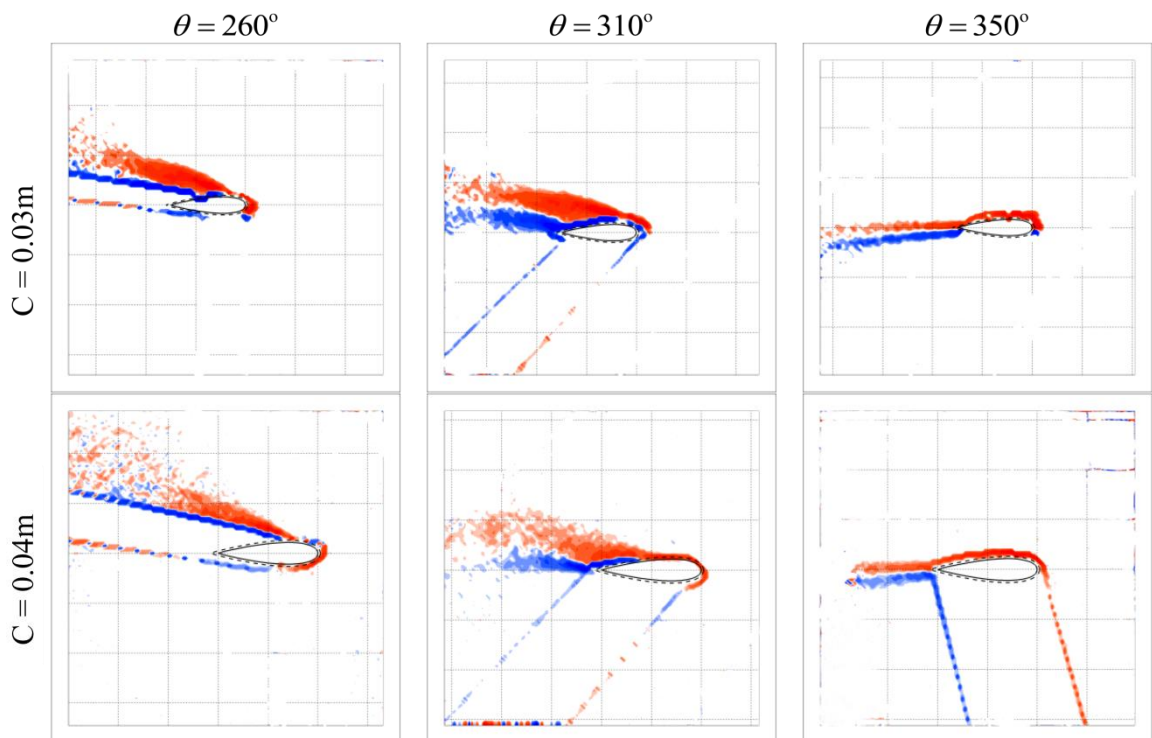 θ = 260°
θ = 310°
θ = 350°
C = 0.03m
C = 0.04m